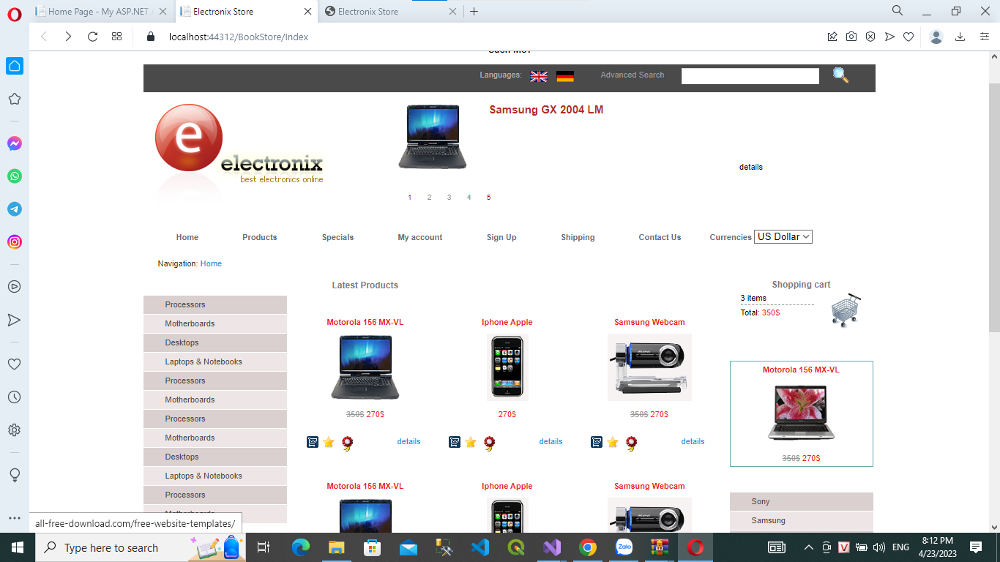 Home Page - My ASP.NET A
Electronix Store
Electronix Store
localhost:44312/BookStore/Index
Languages:
Advanced Search
e
electronix
best electronics online
Samsung GX 2004 LM
details
1 2 3 4 5
Home Products Specials My account Sign Up Shipping Contact Us Currencies US Dollar
Navigation: Home
Processors
Motherboards
Desktops
Laptops & Notebooks
Processors
Motherboards
Processors
Motherboards
Desktops
Laptops & Notebooks
Processors
Motherboards
Latest Products
Motorola 156 MX-VL Iphone Apple Samsung Webcam
350$ 270$ 270$ 350$ 270$
details details details
Motorola 156 MX-VL Iphone Apple Samsung Webcam
Shopping cart
3 items
Total: 350$
Motorola 156 MX-VL
350$ 270$
Sony
Samsung
all-free-download.com/free-website-templates/
Type here to search
Zalo
V
ENG
8:12 PM
4/23/2023